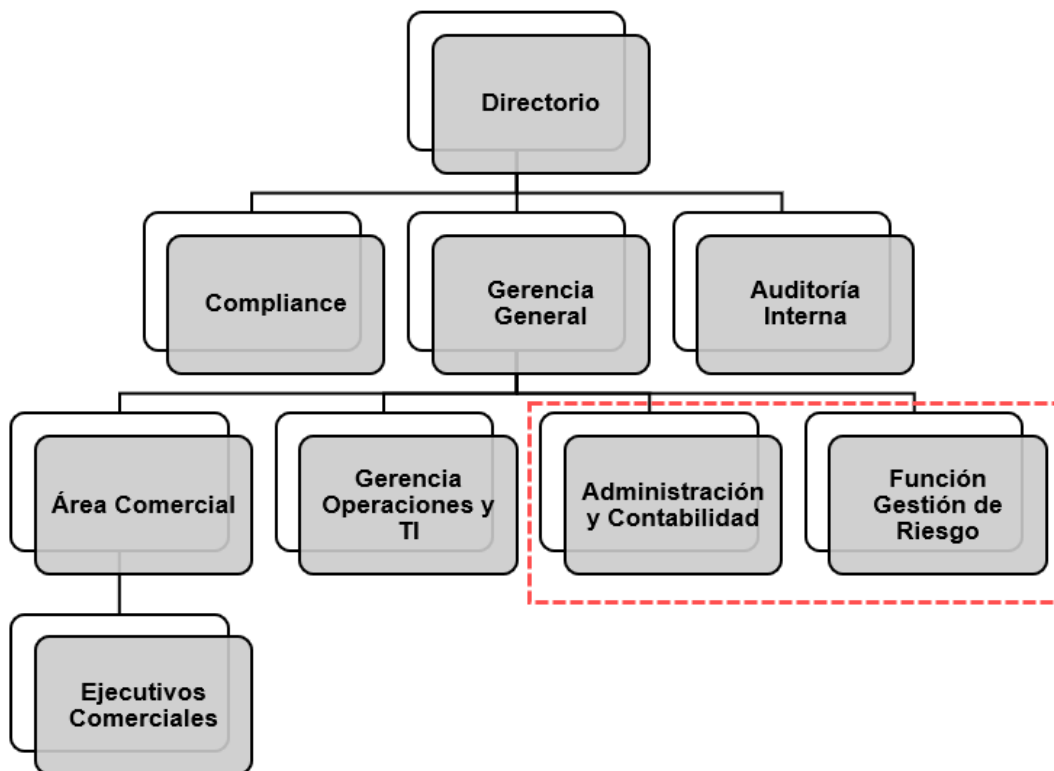 Directorio
Compliance
Gerencia
General
Auditoría
Interna
Área Comercial
Gerencia
Operaciones y
TI
Administración
y Contabilidad
Función
Gestión de
Riesgo
Ejecutivos
Comerciales